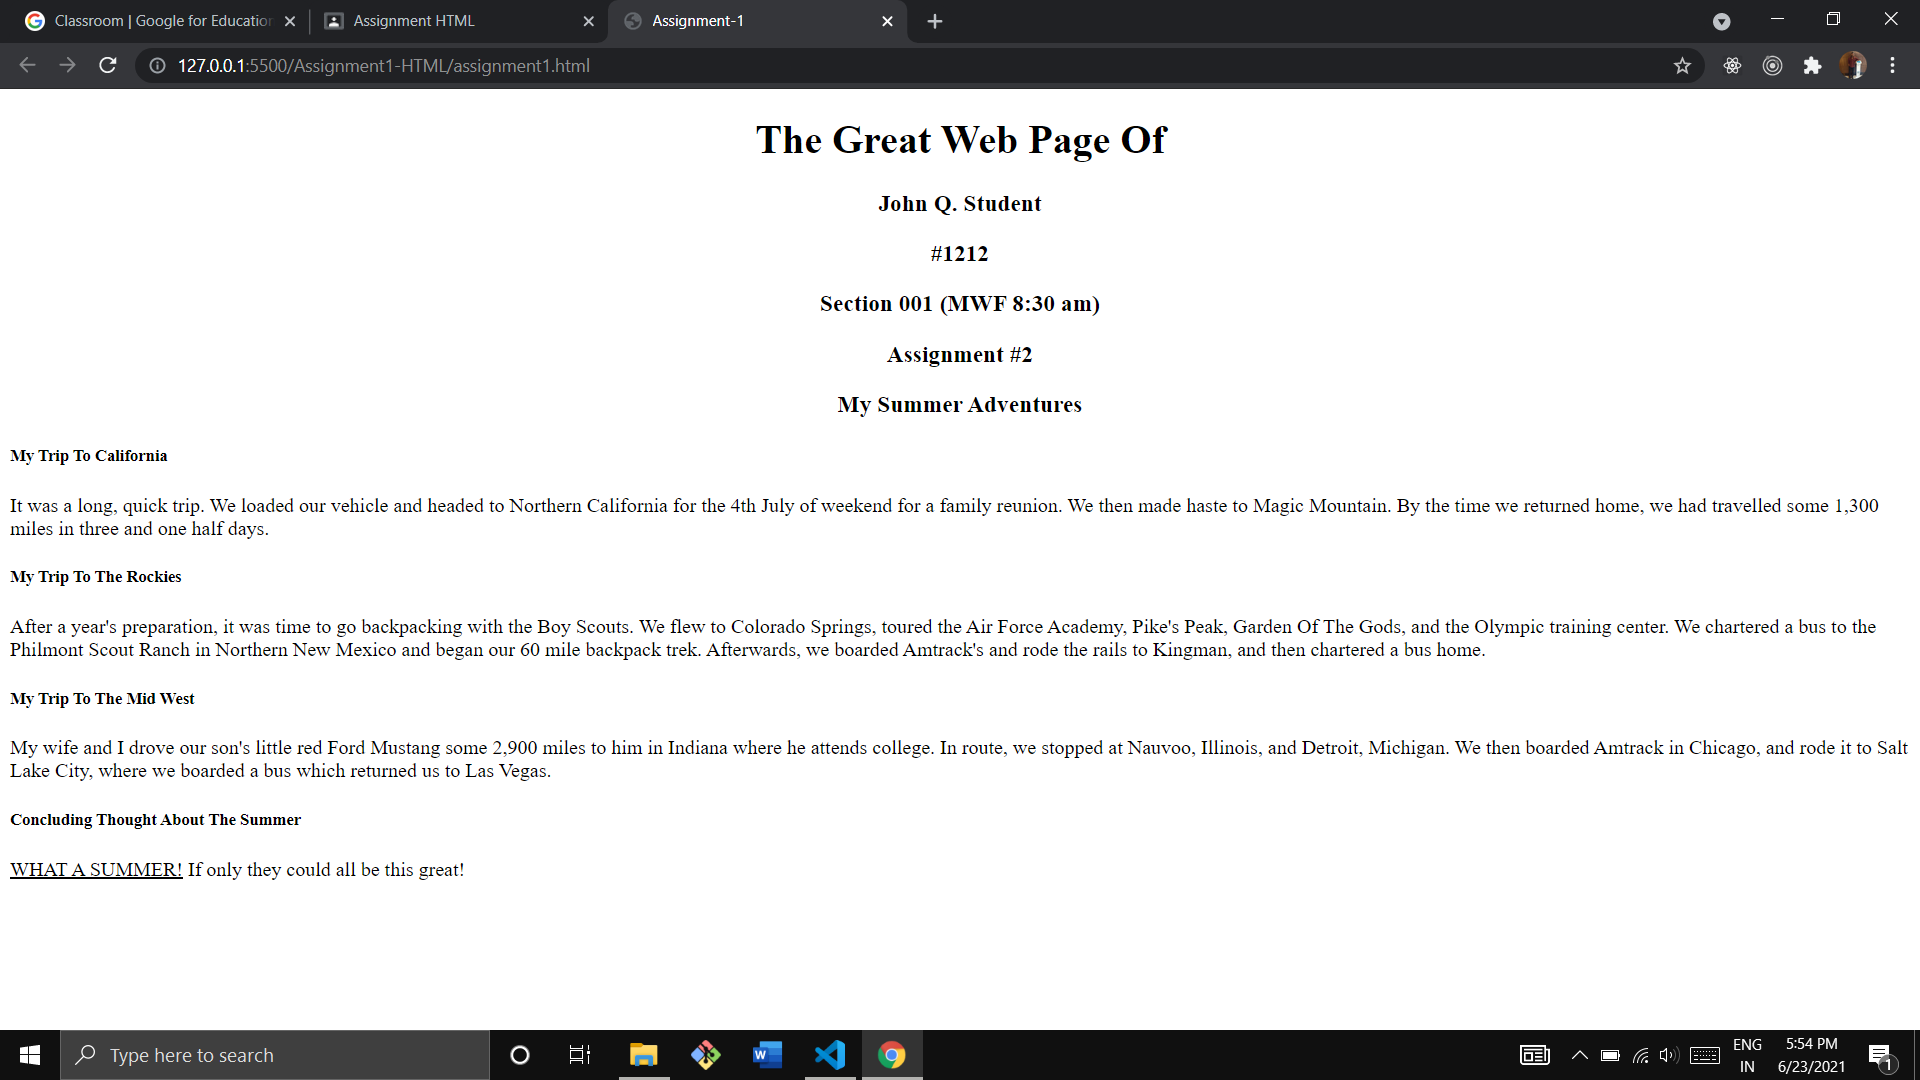 Classroom | Google for Education
Assignment HTML
Assignment-1
127.0.0.1:5500/Assignment1-HTML/assignment1.html
The Great Web Page Of
John Q. Student
#1212
Section 001 (MWF 8:30 am)
Assignment #2
My Summer Adventures
My Trip To California
It was a long, quick trip. We loaded our vehicle and headed to Northern California for the 4th July of weekend for a family reunion. We then made haste to Magic Mountain. By the time we returned home, we had travelled some 1,300
miles in three and one half days.
My Trip To The Rockies
After a year's preparation, it was time to go backpacking with the Boy Scouts. We flew to Colorado Springs, toured the Air Force Academy, Pike's Peak, Garden Of The Gods, and the Olympic training center. We chartered a bus to the
Philmont Scout Ranch in Northern New Mexico and began our 60 mile backpack trek. Afterwards, we boarded Amtrack's and rode the rails to Kingman, and then chartered a bus home.
My Trip To The Mid West
My wife and I drove our son's little red Ford Mustang some 2,900 miles to him in Indiana where he attends college. In route, we stopped at Nauvoo, Illinois, and Detroit, Michigan. We then boarded Amtrack in Chicago, and rode it to Salt
Lake City, where we boarded a bus which returned us to Las Vegas.
Concluding Thought About The Summer
WHAT A SUMMER! If only they could all be this great!
Type here to search
ENG
IN
5:54 PM
6/23/2021
1